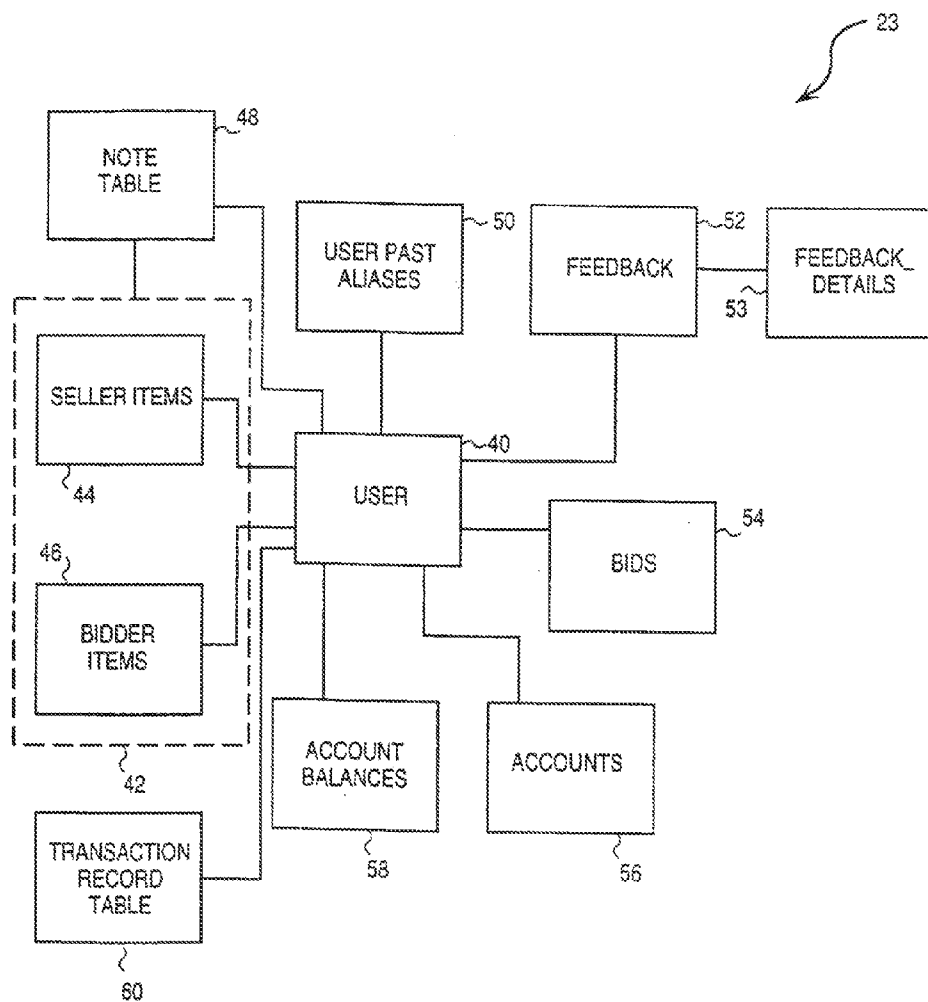 23
48
NOTE
TABLE
50
USER PAST
ALIASES
52
FEEDBACK
FEEDBACK_
DETAILS
53
SELLER ITEMS
44
40
USER
54
BIDS
46
BIDDER
ITEMS
42
ACCOUNT
BALANCES
58
ACCOUNTS
56
TRANSACTION
RECORD
TABLE
60